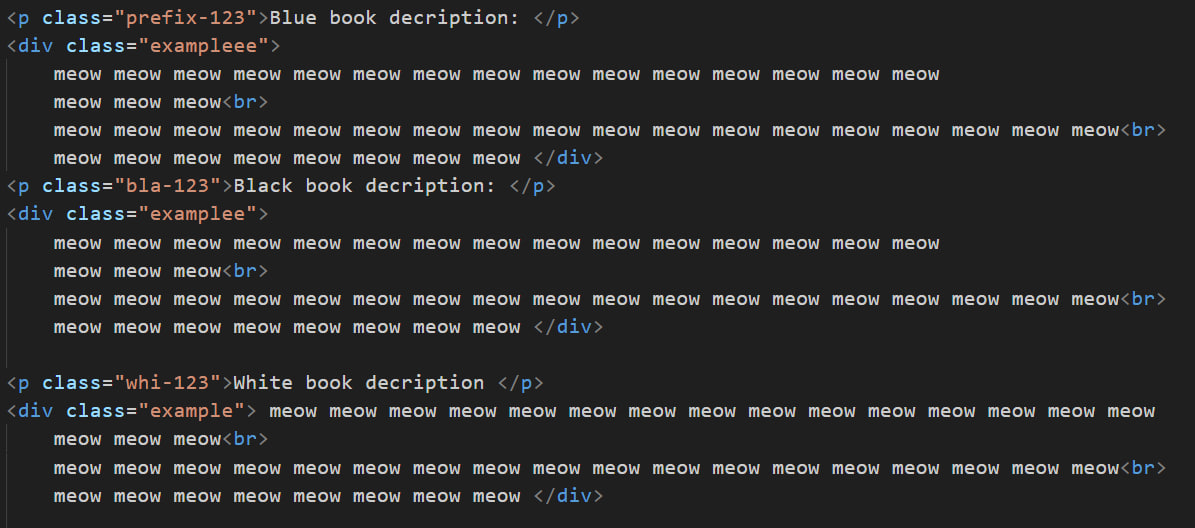 <p class="prefix-123">Blue book decription: </p>
<div class="exampleee">
meow meow meow meow meow meow meow meow meow meow meow meow meow meow meow
meow meow meow<br>
meow meow meow meow meow meow meow meow meow meow meow meow meow meow meow meow meow meow<br>
meow meow meow meow meow meow meow meow </div>
<p class="bla-123">Black book decription: </p>
<div class="examplee">
meow meow meow meow meow meow meow meow meow meow meow meow meow meow meow
meow meow meow<br>
meow meow meow meow meow meow meow meow meow meow meow meow meow meow meow meow meow meow<br>
meow meow meow meow meow meow meow meow </div>
<p class="whi-123">White book decription </p>
<div class="example"> meow meow meow meow meow meow meow meow meow meow meow meow meow meow meow
meow meow meow<br>
meow meow meow meow meow meow meow meow meow meow meow meow meow meow meow meow meow meow<br>
meow meow meow meow meow meow meow meow </div>